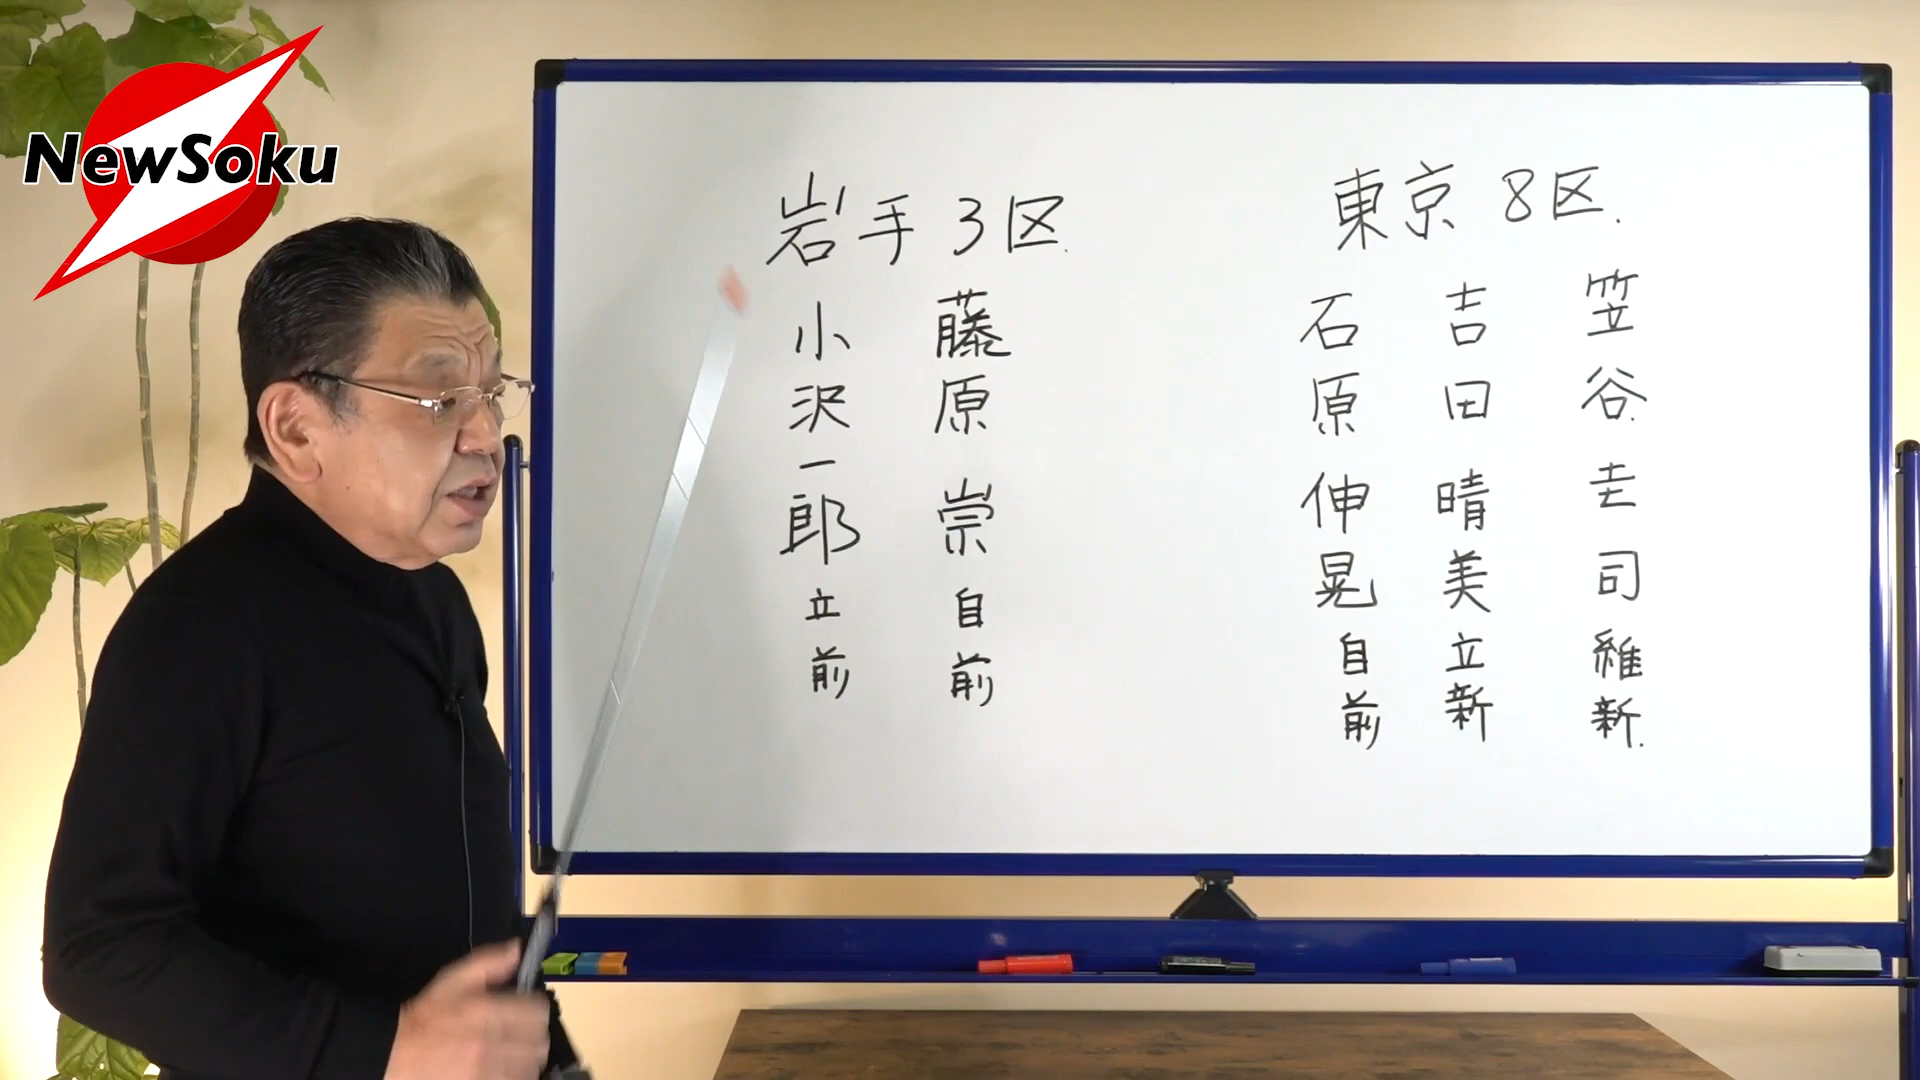 NewSoku
岩手3区.
小沢一郎立前
藤原崇自前
東京8区.
石原伸晃自前
吉田晴美立新
笠谷圭司維新.